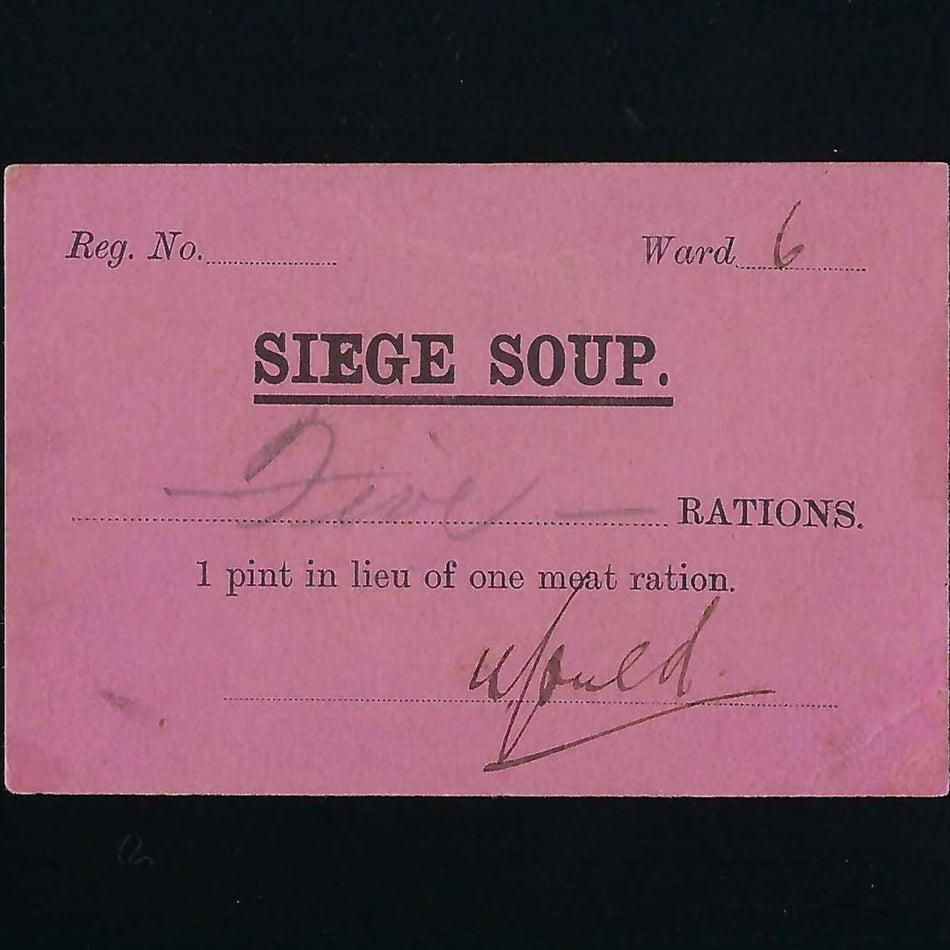 Reg. No. Ward 6
SIEGE SOUP.
Five RATIONS.
1 pint in lieu of one meat ration.